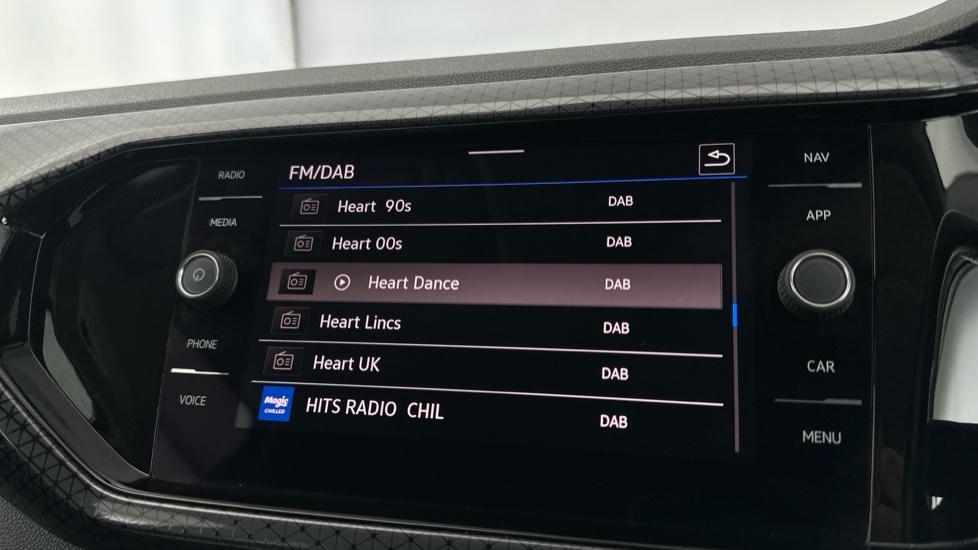 RADIO
MEDIA
PHONE
VOICE
FM/DAB
Heart 90s DAB
Heart 00s DAB
Heart Dance DAB
Heart Lincs DAB
Heart UK DAB
Magic
CHILLED
HITS RADIO CHIL DAB
NAV
APP
CAR
MENU